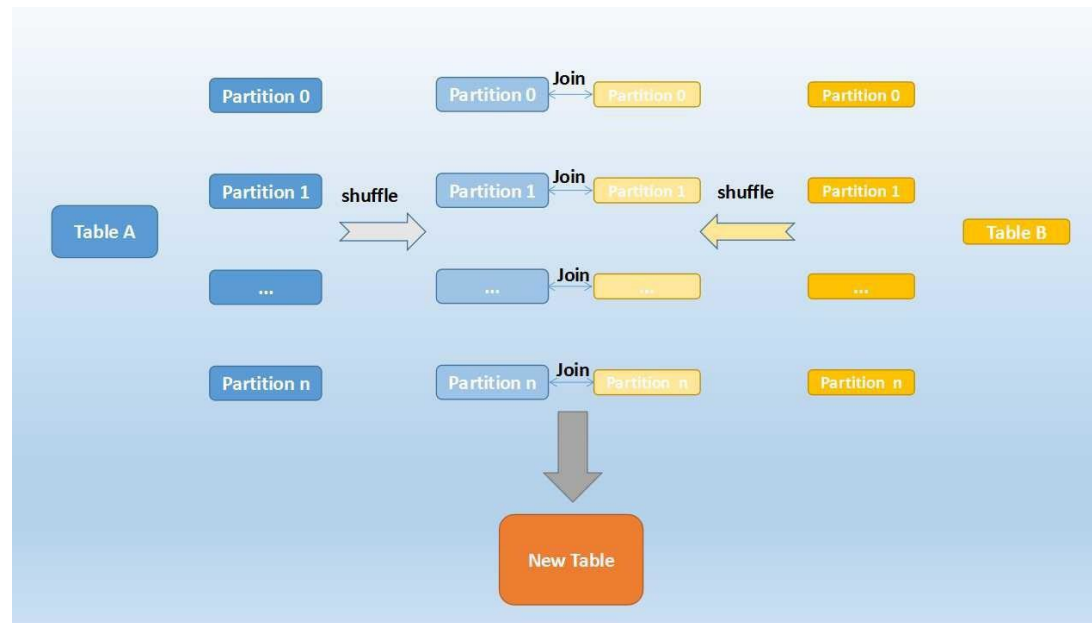 Join
Partition 0
Partition 0
Partition 0
Partition 0
Join
Partition 1
Partition 1
Partition 1
Partition 1
shuffle
shuffle
Table A
Table B
Join
...
...
...
...
Join
Partition n
Partition n
Partition n
Partition n
New Table